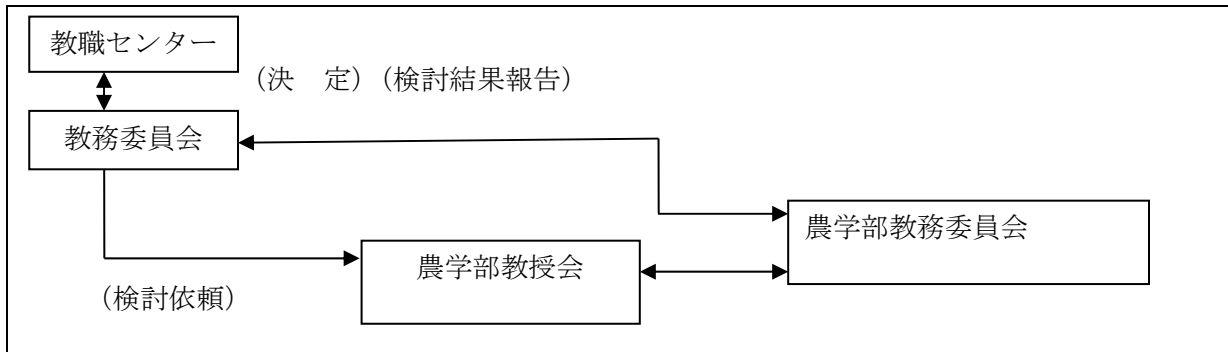 教職センター
(決　定)(検討結果報告)
教務委員会
農学部教務委員会
農学部教授会
(検討依頼)